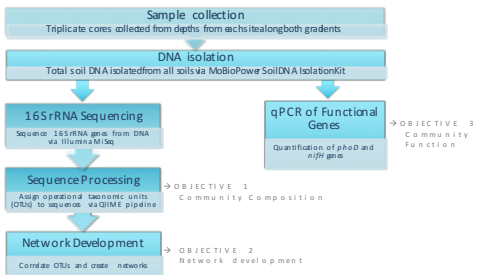 Sample collection
Triplicate cores collected from depths from each site along both gradients
DNA isolation
Total soil DNA isolated from all soils via MoBio PowerSoil DNA Isolation Kit
16S rRNA Sequencing
Sequence 16S rRNA genes from DNA
via Illumina MiSeq
qPCR of Functional
Genes
Quantification of phoD and
nifH genes
→ OBJECTIVE 3
Community
Function
Sequence Processing
Assign operational taxonomic units
(OTUs) to sequences via QIIME pipeline
→ OBJECTIVE 1
Community Composition
Network Development
Correlate OTUs and create networks
→ OBJECTIVE 2
Network development